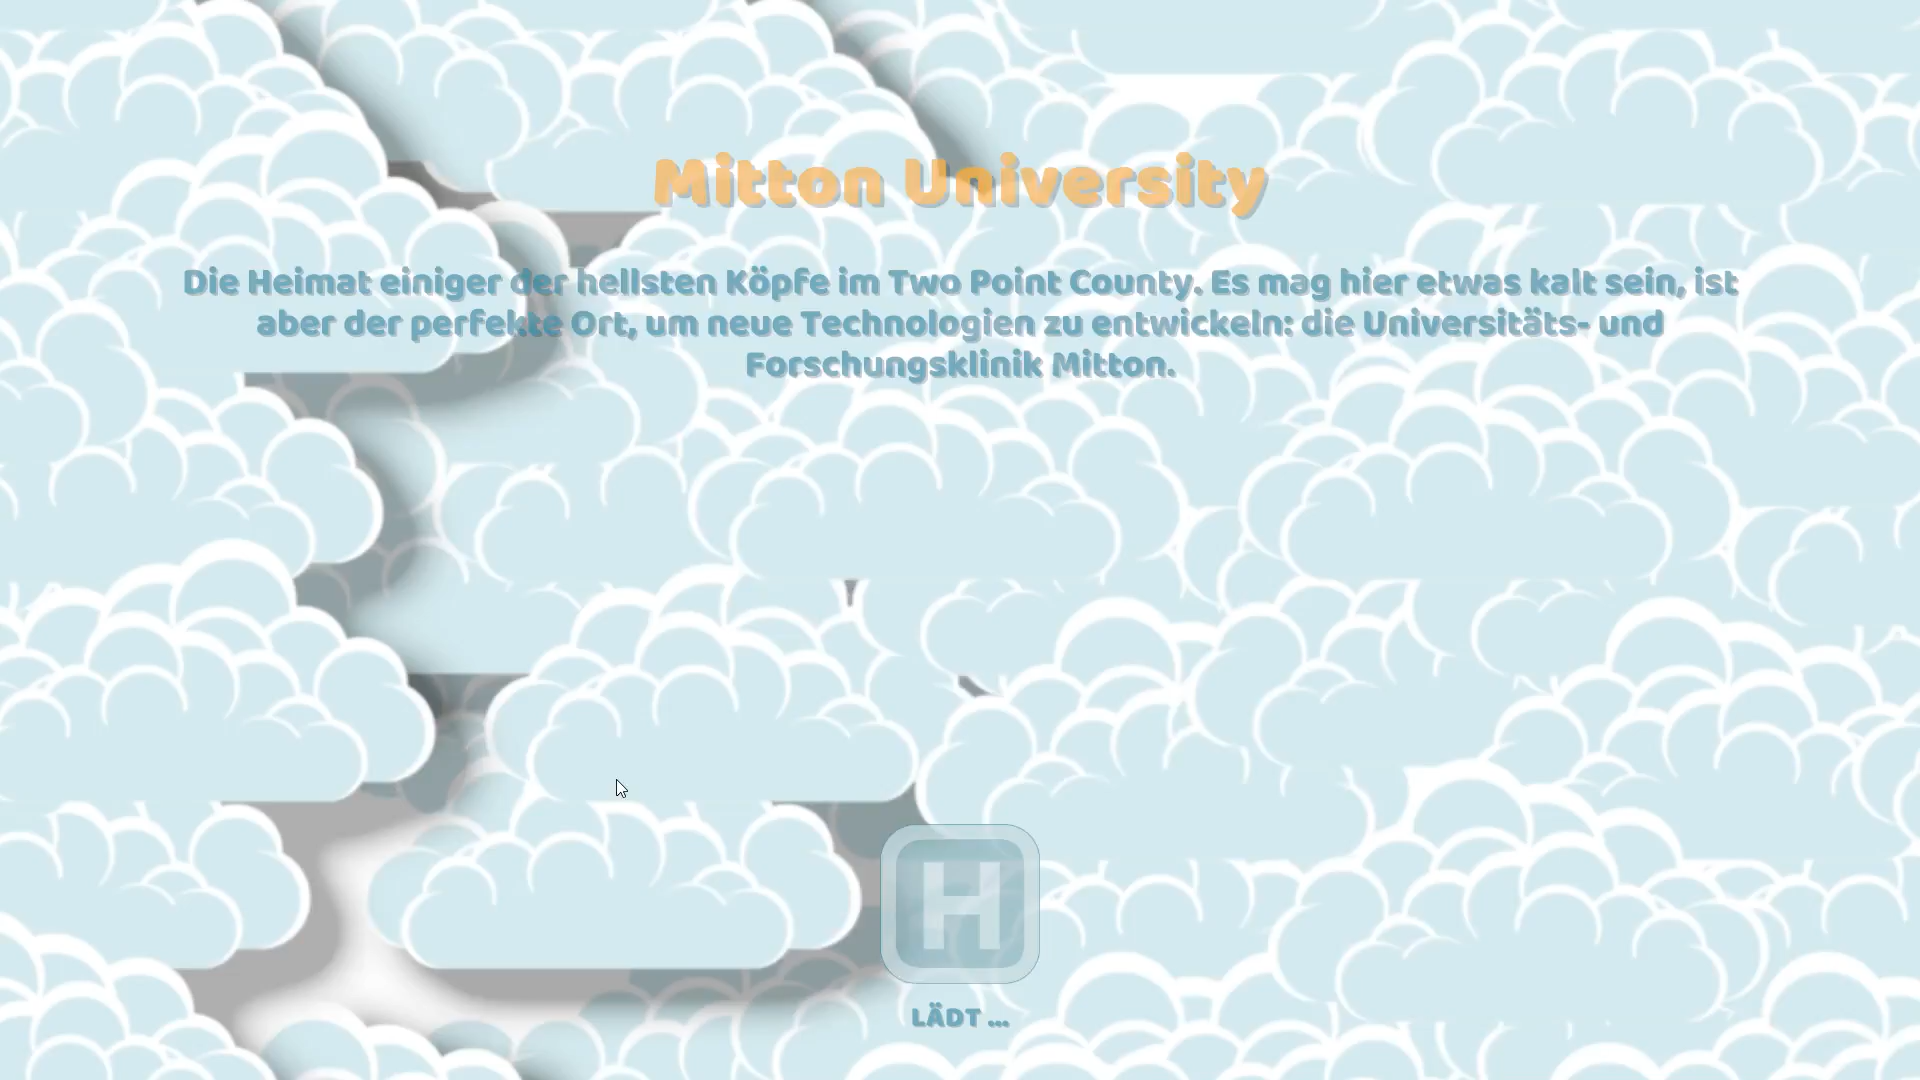 Mitton University
Die Heimat einiger der hellsten Köpfe im Two Point County. Es mag hier etwas kalt sein, ist
aber der perfekte Ort, um neue Technologien zu entwickeln: die Universitäts- und
Forschungsklinik Mitton.
H
LÄDT ...